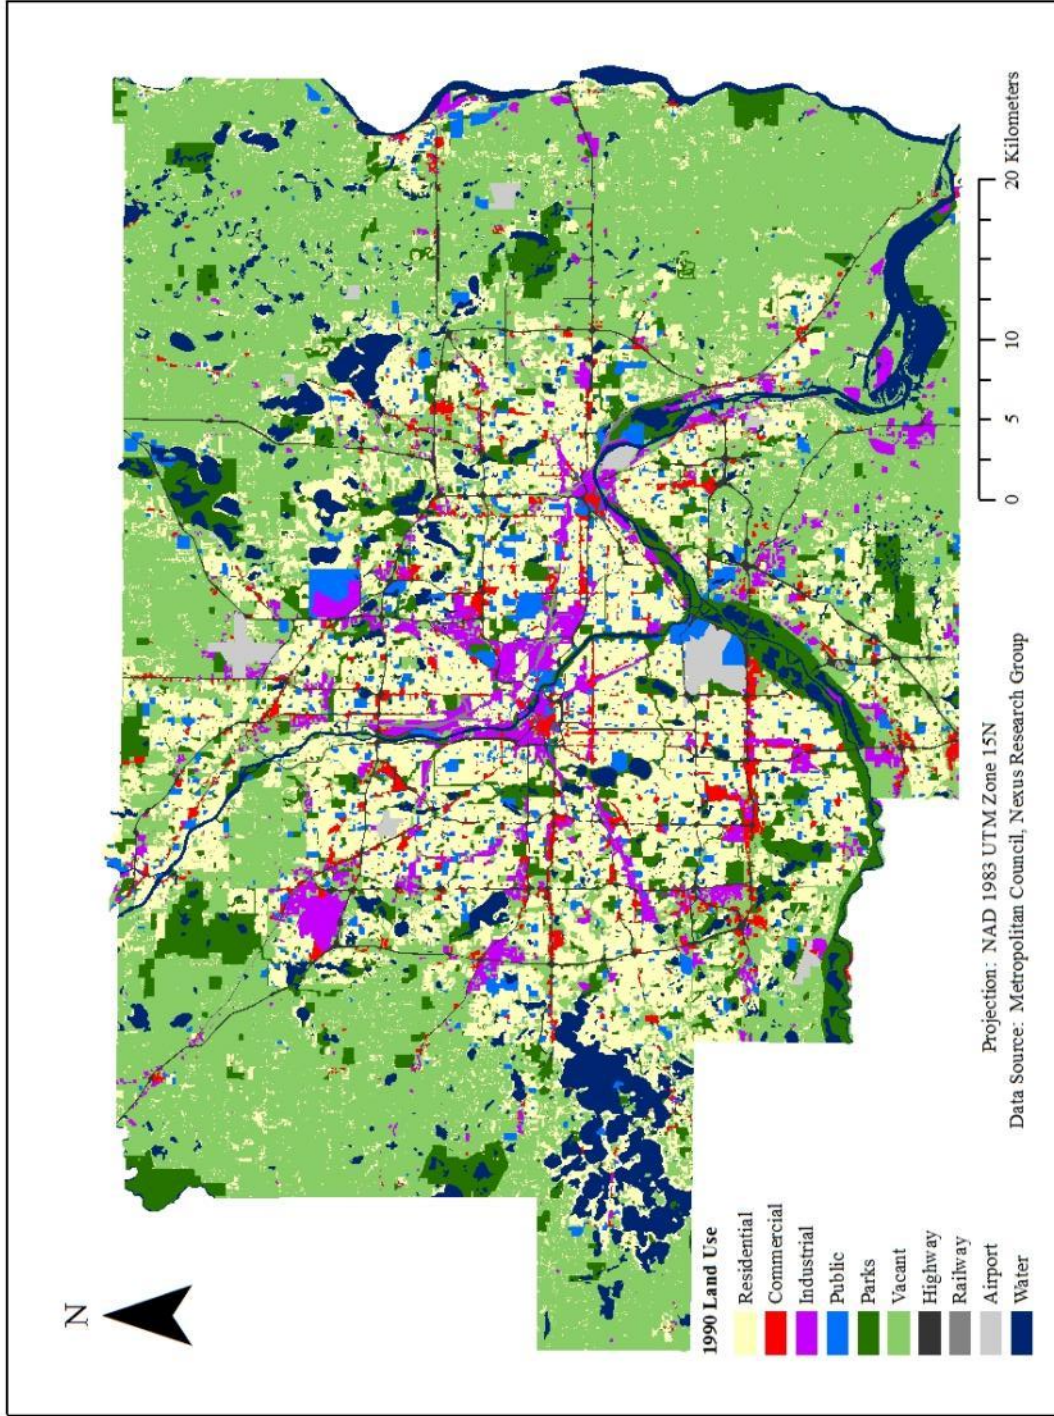 N
1990 Land Use
Residential
Commercial
Industrial
Public
Parks
Vacant
Highway
Railway
Airport
Water
Projection: NAD 1983 UTM Zone 15N
Data Source: Metropolitan Council, Nexus Research Group
0 5 10 20 Kilometers